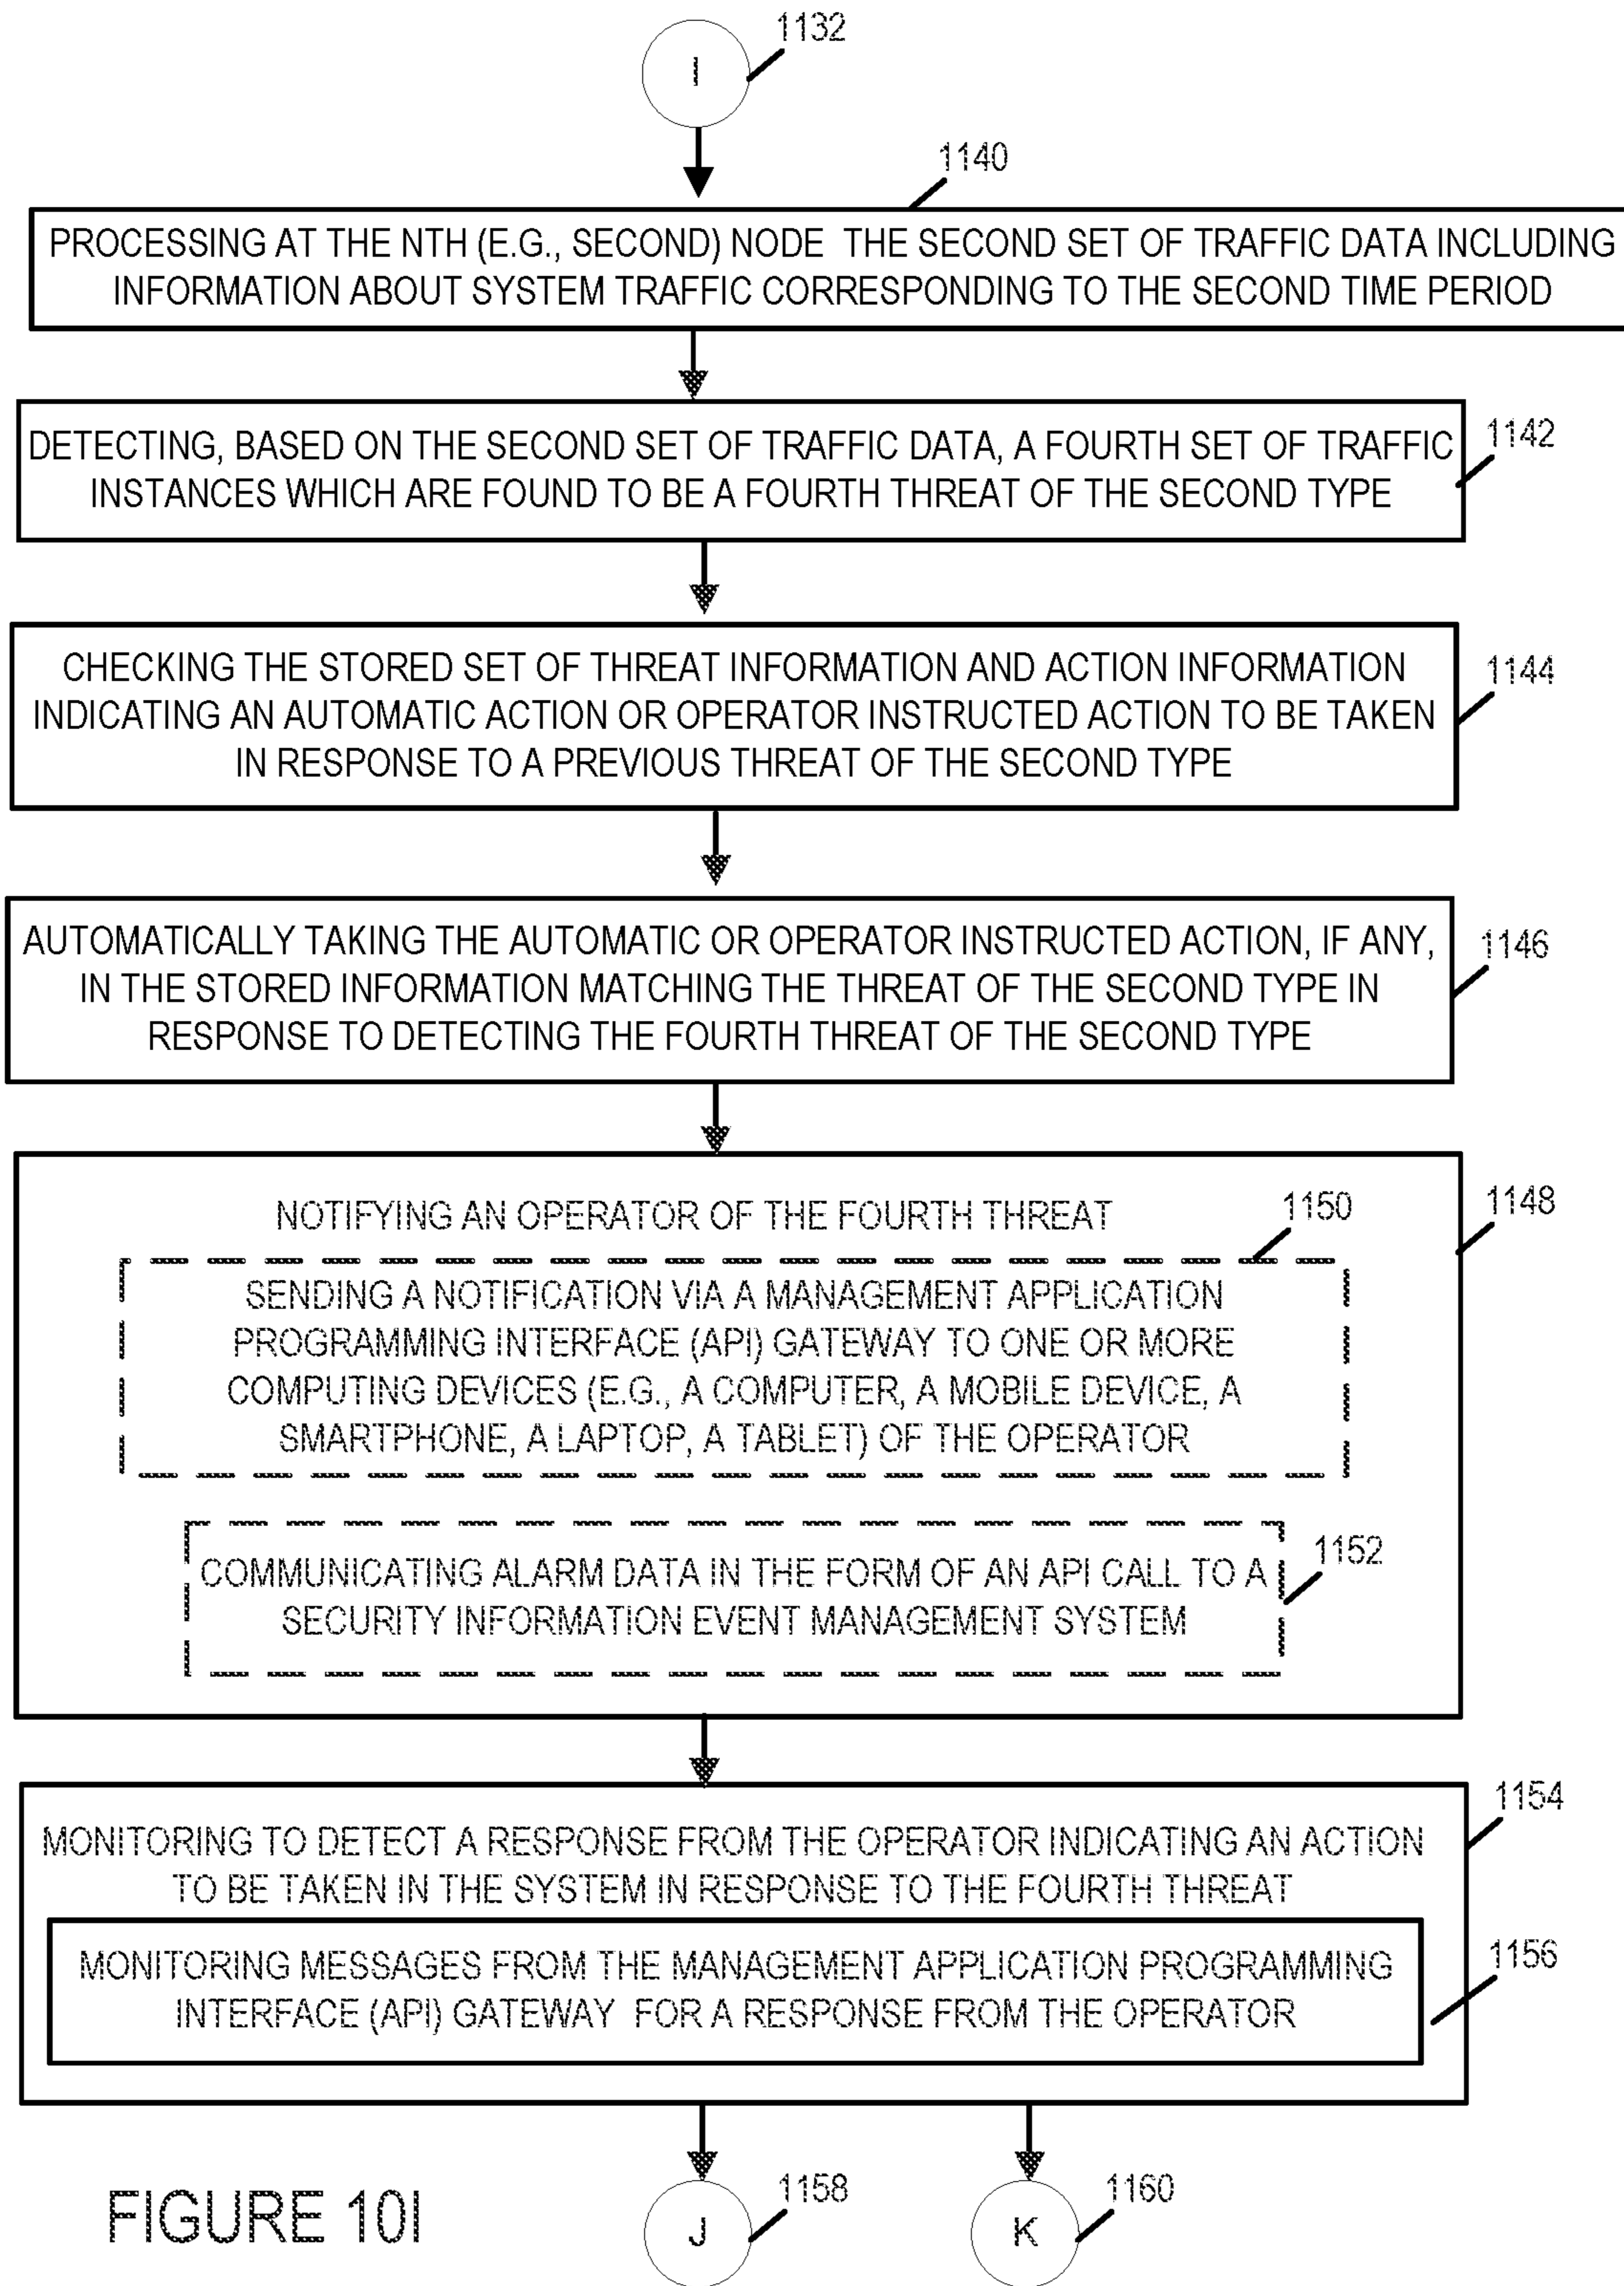 1132
I
1140
PROCESSING AT THE NTH (E.G., SECOND) NODE THE SECOND SET OF TRAFFIC DATA INCLUDING
INFORMATION ABOUT SYSTEM TRAFFIC CORRESPONDING TO THE SECOND TIME PERIOD
DETECTING, BASED ON THE SECOND SET OF TRAFFIC DATA, A FOURTH SET OF TRAFFIC
INSTANCES WHICH ARE FOUND TO BE A FOURTH THREAT OF THE SECOND TYPE
1142
CHECKING THE STORED SET OF THREAT INFORMATION AND ACTION INFORMATION
INDICATING AN AUTOMATIC ACTION OR OPERATOR INSTRUCTED ACTION TO BE TAKEN
IN RESPONSE TO A PREVIOUS THREAT OF THE SECOND TYPE
1144
AUTOMATICALLY TAKING THE AUTOMATIC OR OPERATOR INSTRUCTED ACTION, IF ANY,
IN THE STORED INFORMATION MATCHING THE THREAT OF THE SECOND TYPE IN
RESPONSE TO DETECTING THE FOURTH THREAT OF THE SECOND TYPE
1146
NOTIFYING AN OPERATOR OF THE FOURTH THREAT
1150
1148
SENDING A NOTIFICATION VIA A MANAGEMENT APPLICATION
PROGRAMMING INTERFACE (API) GATEWAY TO ONE OR MORE
COMPUTING DEVICES (E.G., A COMPUTER, A MOBILE DEVICE, A
SMARTPHONE, A LAPTOP, A TABLET) OF THE OPERATOR
COMMUNICATING ALARM DATA IN THE FORM OF AN API CALL TO A
SECURITY INFORMATION EVENT MANAGEMENT SYSTEM
1152
1154
MONITORING TO DETECT A RESPONSE FROM THE OPERATOR INDICATING AN ACTION
TO BE TAKEN IN THE SYSTEM IN RESPONSE TO THE FOURTH THREAT
MONITORING MESSAGES FROM THE MANAGEMENT APPLICATION PROGRAMMING
INTERFACE (API) GATEWAY FOR A RESPONSE FROM THE OPERATOR
1156
1158
1160
J
K
FIGURE 10I